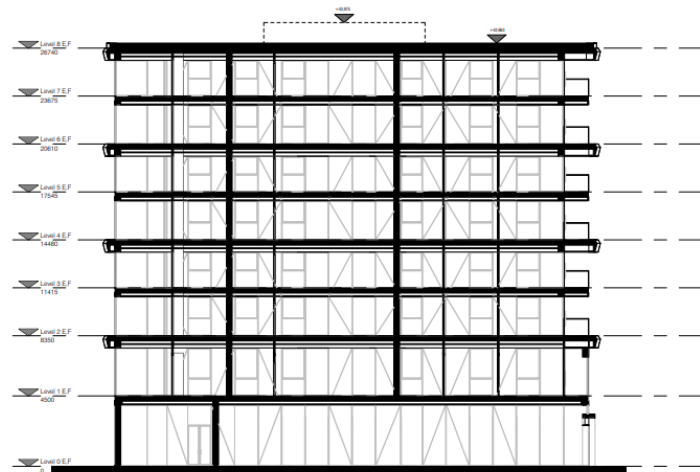 Level 8 E.F
26740
Level 7 E.F
23675
Level 6 E.F
20610
Level 5 E.F
17545
Level 4 E.F
14480
Level 3 E.F
11415
Level 2 E.F
8350
Level 1 E.F
4500
Level 0 E.F
0